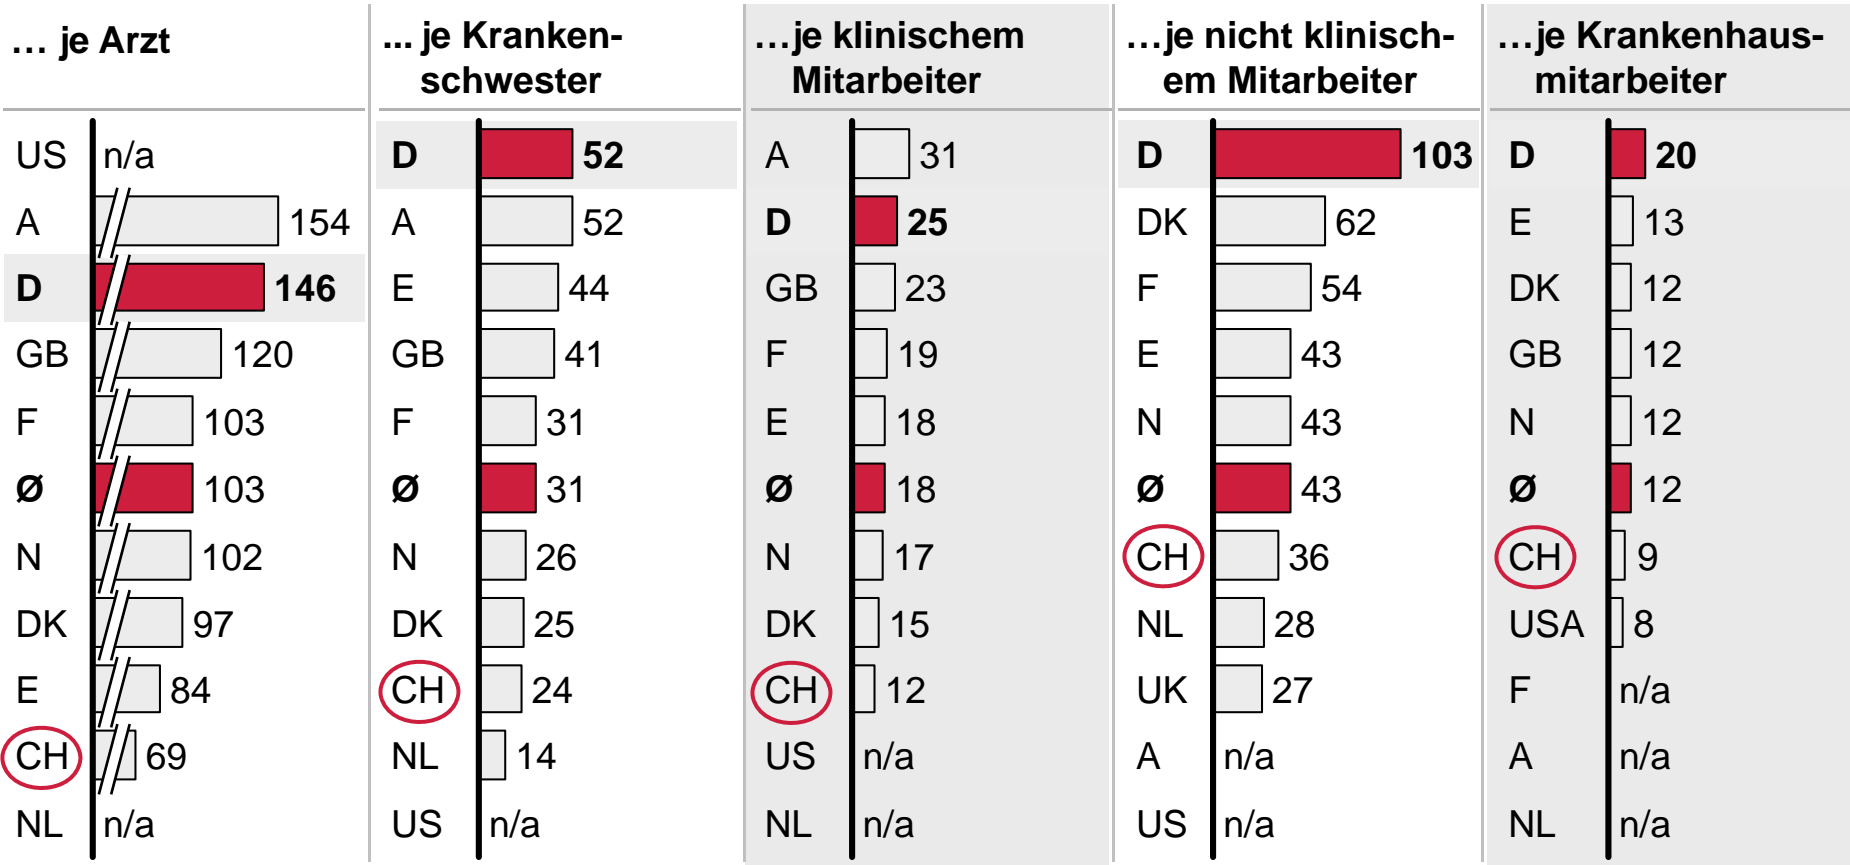 … je Arzt
US n/a
A 154
D 146
GB 120
F 103
Ø 103
N 102
DK 97
E 84
CH 69
NL n/a
... je Kranken-
schwester
D 52
A 52
E 44
GB 41
F 31
Ø 31
N 26
DK 25
CH 24
NL 14
US n/a
…je klinischem
Mitarbeiter
A 31
D 25
GB 23
F 19
E 18
Ø 18
N 17
DK 15
CH 12
US n/a
NL n/a
…je nicht klinisch-
em Mitarbeiter
D 103
DK 62
F 54
E 43
N 43
Ø 43
CH 36
NL 28
UK 27
A n/a
US n/a
…je Krankenhaus-
mitarbeiter
D 20
E 13
DK 12
GB 12
N 12
Ø 12
CH 9
USA 8
F n/a
A n/a
NL n/a